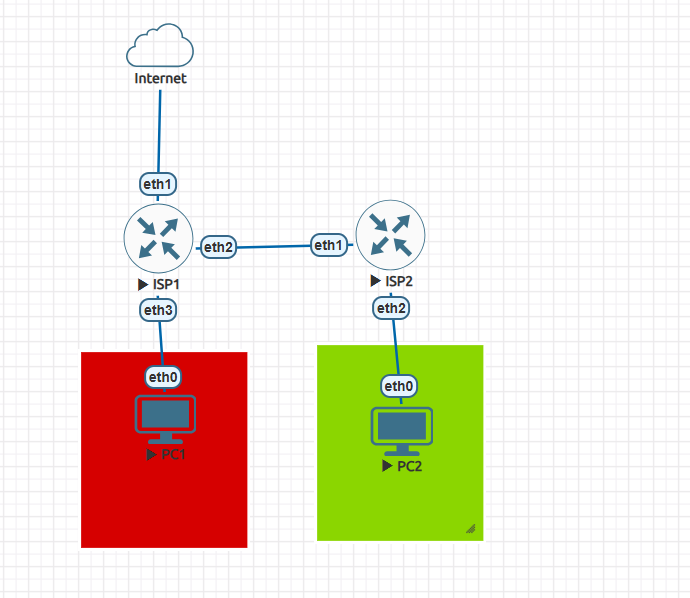 Internet
eth1
eth2
eth1
ISP1
ISP2
eth3
eth2
eth0
eth0
PC1
PC2